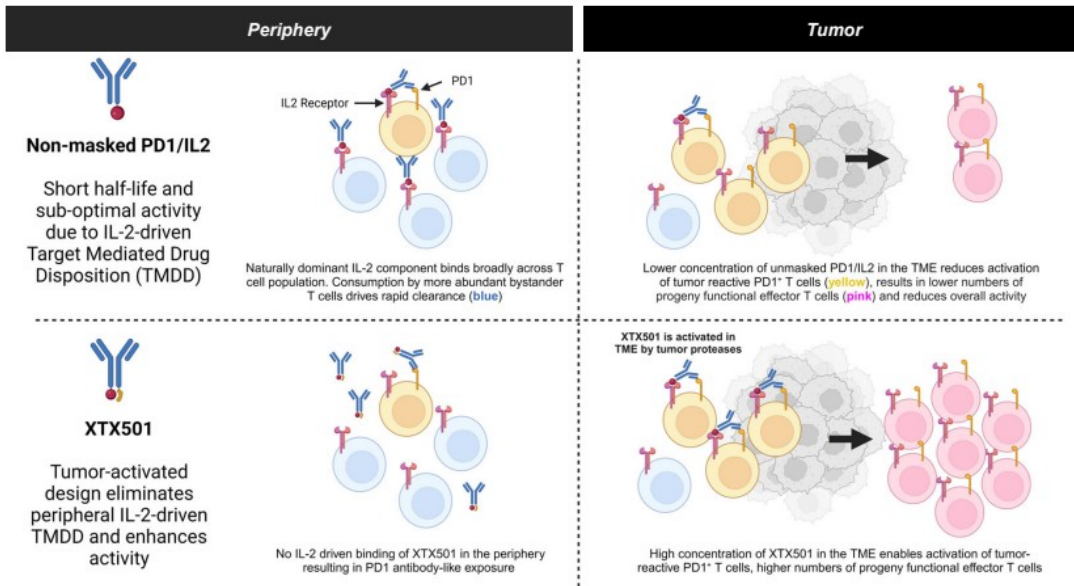 Periphery
Tumor
Non-masked PD1/IL2
Short half-life and
sub-optimal activity
due to IL-2-driven
Target Mediated Drug
Disposition (TMDD)
PD1
IL2 Receptor
Naturally dominant IL-2 component binds broadly across T
cell population. Consumption by more abundant bystander
T cells drives rapid clearance (blue)
Lower concentration of unmasked PD1/IL2 in the TME reduces activation
of tumor reactive PD1⁺ T cells (yellow), results in lower numbers of
progeny functional effector T cells (pink) and reduces overall activity
XTX501
Tumor-activated
design eliminates
peripheral IL-2-driven
TMDD and enhances
activity
No IL-2 driven binding of XTX501 in the periphery
resulting in PD1 antibody-like exposure
XTX501 is activated in
TME by tumor proteases
High concentration of XTX501 in the TME enables activation of tumor-
reactive PD1⁺ T cells, higher numbers of progeny functional effector T cells